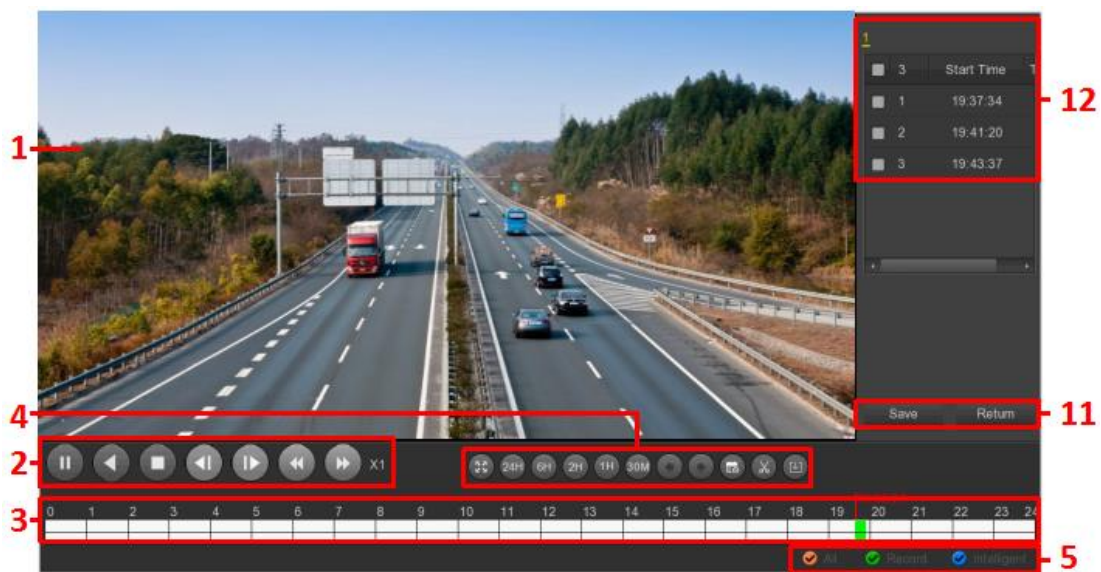 1
3 Start Time T
1 19:37:34
1 12
2 19:41:20
3 19:43:37
4
Save Return 11
2 X1 24H 6H 2H 1H 30M
3 0 1 2 3 4 5 6 7 8 9 10 11 12 13 14 15 16 17 18 19 20 21 22 23 24
All Record Intelligent 5